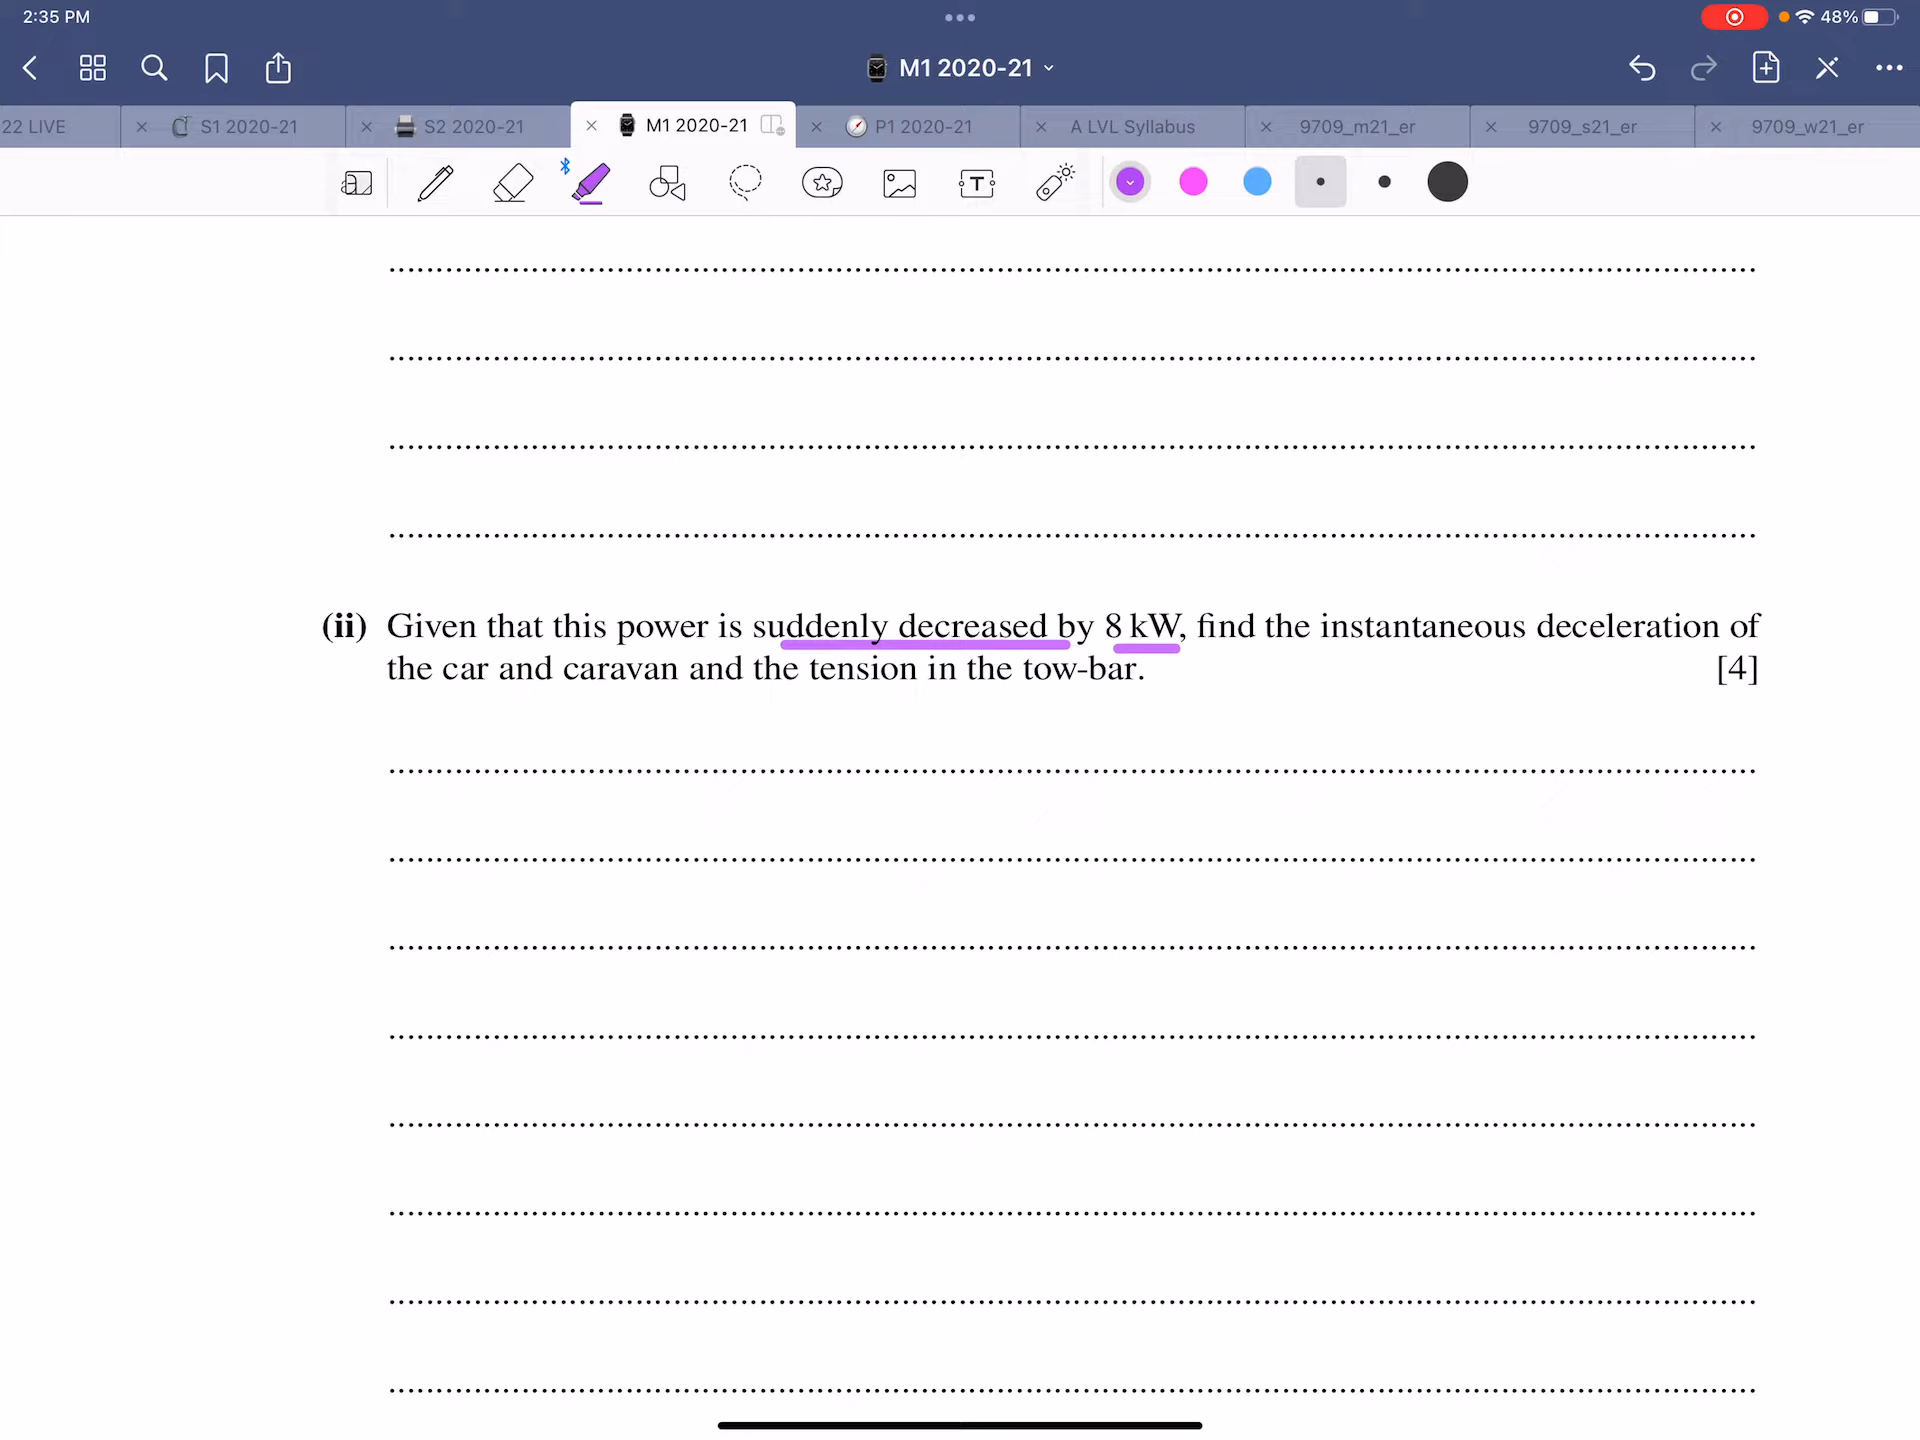 2:35 PM
48%
M1 2020-21
22 LIVE
S1 2020-21
S2 2020-21
M1 2020-21
P1 2020-21
A LVL Syllabus
9709_m21_er
9709_s21_er
9709_w21_er
(ii) Given that this power is suddenly decreased by 8 kW, find the instantaneous deceleration of
the car and caravan and the tension in the tow-bar. [4]